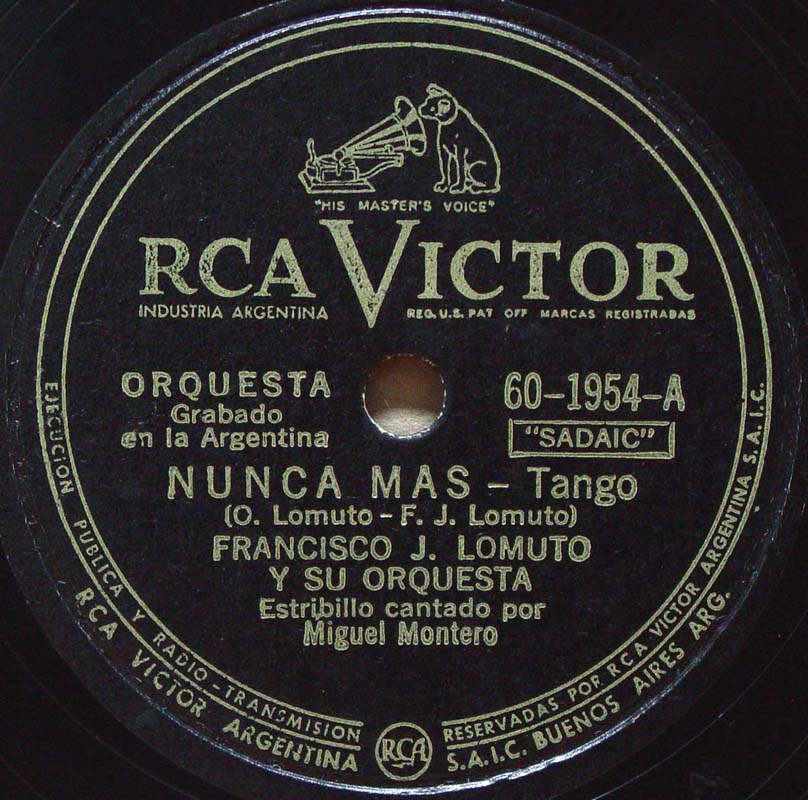 "HIS MASTER'S VOICE"
RCA VICTOR
INDUSTRIA ARGENTINA
REG. U.S. PAT OFF MARCAS REGISTRADAS
ORQUESTA
Grabado
en la Argentina
60-1954-A
"SADAIC"
NUNCA MAS - Tango
(O. Lomuto - F. J. Lomuto)
FRANCISCO J. LOMUTO
Y SU ORQUESTA
Estribillo cantado por
Miguel Montero
EJECUCION PUBLICA Y RADIO-TRANSMISION
RESERVADAS POR RCA VICTOR ARGENTINA S.A.I.C.
RCA VICTOR ARGENTINA
RCA
S.A.I.C. BUENOS AIRES ARG.